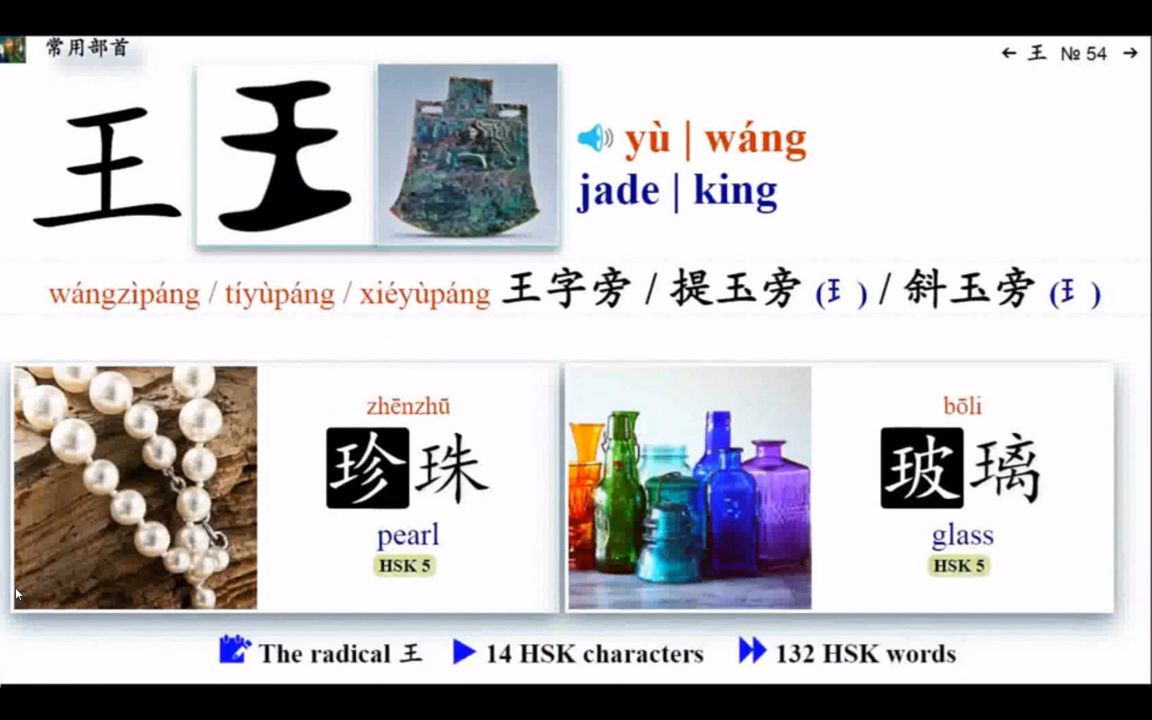 常用部首
← 王 № 54 →
王 王
yù | wáng
jade | king
wángzìpáng / tíyùpáng / xiéyùpáng 王字旁 / 提玉旁 (𤣩) / 斜玉旁 (𤣩)
zhēnzhū
珍珠
pearl
HSK 5
bōli
玻璃
glass
HSK 5
The radical 王
14 HSK characters
132 HSK words